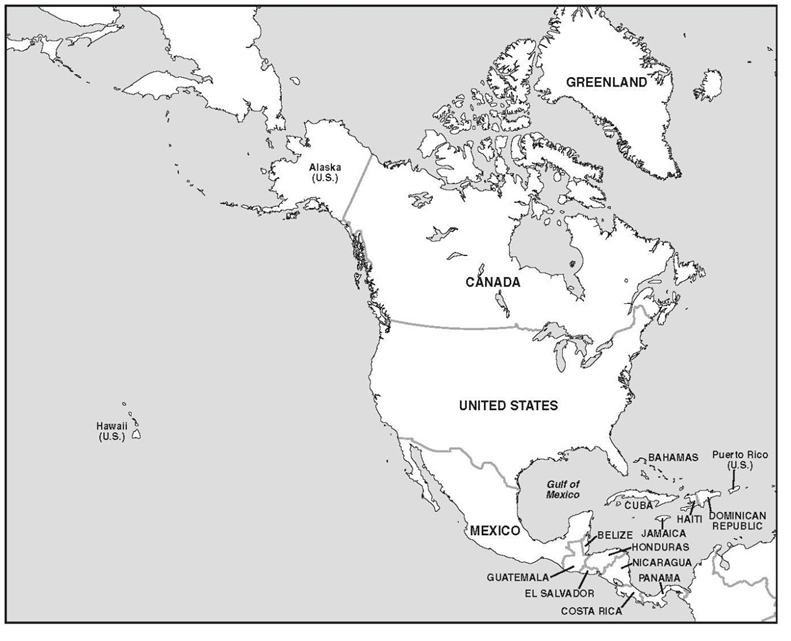 GREENLAND
Alaska
(U.S.)
CANADA
UNITED STATES
Hawaii
(U.S.)
BAHAMAS
Puerto Rico
(U.S.)
Gulf of
Mexico
CUBA
HAITI
DOMINICAN
REPUBLIC
MEXICO
BELIZE
JAMAICA
HONDURAS
NICARAGUA
GUATEMALA
PANAMA
EL SALVADOR
COSTA RICA